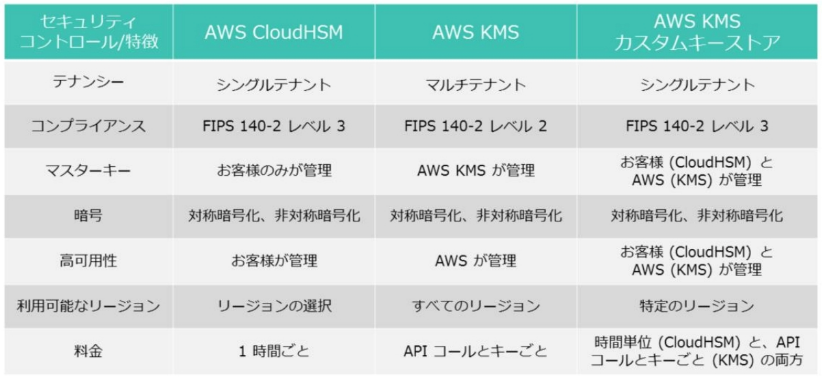 セキュリティ
コントロール/特徴
AWS CloudHSM
AWS KMS
AWS KMS
カスタムキーストア
テナンシー
シングルテナント
マルチテナント
シングルテナント
コンプライアンス
FIPS 140-2 レベル 3
FIPS 140-2 レベル 2
FIPS 140-2 レベル 3
マスターキー
お客様のみが管理
AWS KMS が管理
お客様 (CloudHSM) と
AWS (KMS) が管理
暗号
対称暗号化、非対称暗号化
対称暗号化、非対称暗号化
対称暗号化、非対称暗号化
高可用性
お客様が管理
AWS が管理
お客様 (CloudHSM) と
AWS (KMS) が管理
利用可能なリージョン
リージョンの選択
すべてのリージョン
特定のリージョン
料金
1 時間ごと
API コールとキーごと
時間単位 (CloudHSM) と、API
コールとキーごと (KMS) の両方